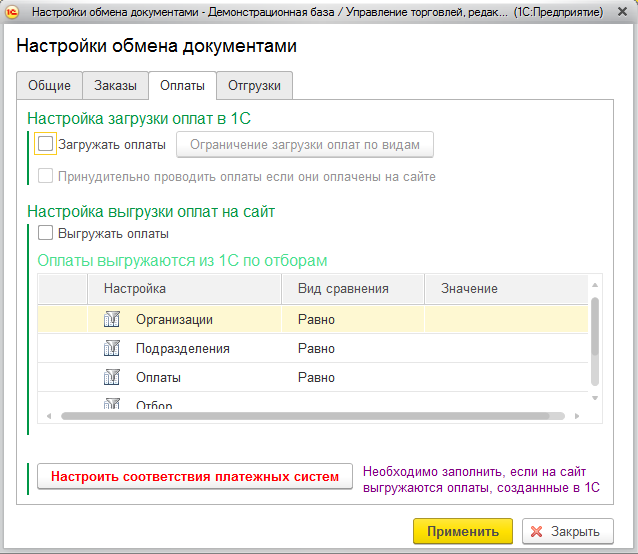 Настройки обмена документами - Демонстрационная база / Управление торговлей, редак... (1С:Предприятие)
Настройки обмена документами
Общие Заказы Оплаты Отгрузки
Настройка загрузки оплат в 1С
Загружать оплаты Ограничение загрузки оплат по видам
Принудительно проводить оплаты если они оплачены на сайте
Настройка выгрузки оплат на сайт
Выгружать оплаты
Оплаты выгружаются из 1С по отборам
Настройка Вид сравнения Значение
Организации Равно
Подразделения Равно
Оплаты Равно
Отбор
Настроить соответствия платежных систем
Необходимо заполнить, если на сайт
выгружаются оплаты, созданнные в 1С
Применить Закрыть